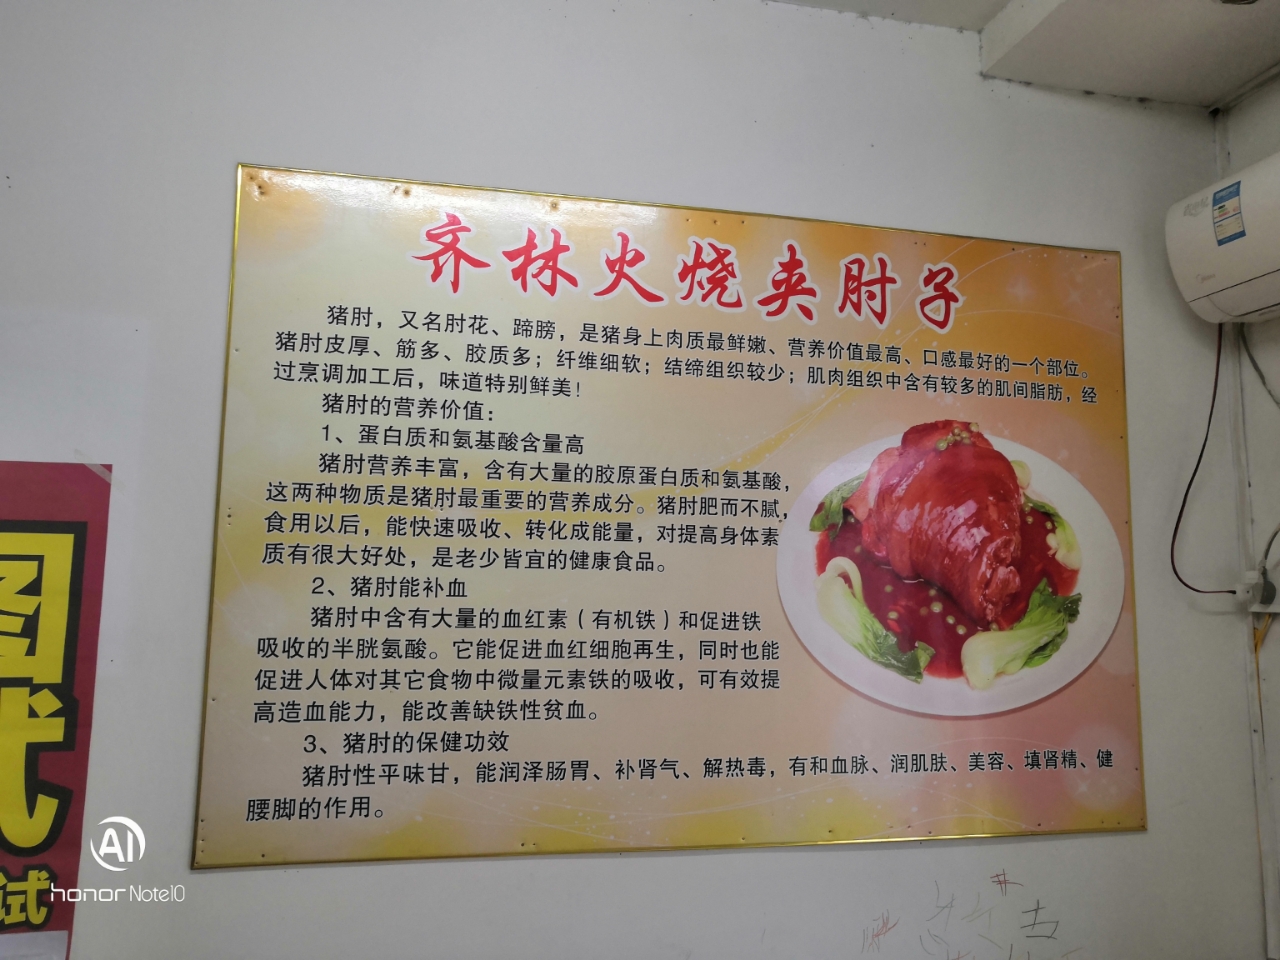 齐林火烧夹肘子
猪肘，又名肘花、蹄膀，是猪身上肉质最鲜嫩、营养价值最高、口感最好的一个部位。
猪肘皮厚、筋多、胶质多；纤维细软；结缔组织较少；肌肉组织中含有较多的肌间脂肪，经
过烹调加工后，味道特别鲜美！
猪肘的营养价值：
1、蛋白质和氨基酸含量高
猪肘营养丰富，含有大量的胶原蛋白质和氨基酸，
这两种物质是猪肘最重要的营养成分。猪肘肥而不腻，
食用以后，能快速吸收、转化成能量，对提高身体素
质有很大好处，是老少皆宜的健康食品。
2、猪肘能补血
猪肘中含有大量的血红素（有机铁）和促进铁
吸收的半胱氨酸。它能促进血红细胞再生，同时也能
促进人体对其它食物中微量元素铁的吸收，可有效提
高造血能力，能改善缺铁性贫血。
3、猪肘的保健功效
猪肘性平味甘，能润泽肠胃、补肾气、解热毒，有和血脉、润肌肤、美容、填肾精、健
腰脚的作用。
试
Midea
AI
honor Note10